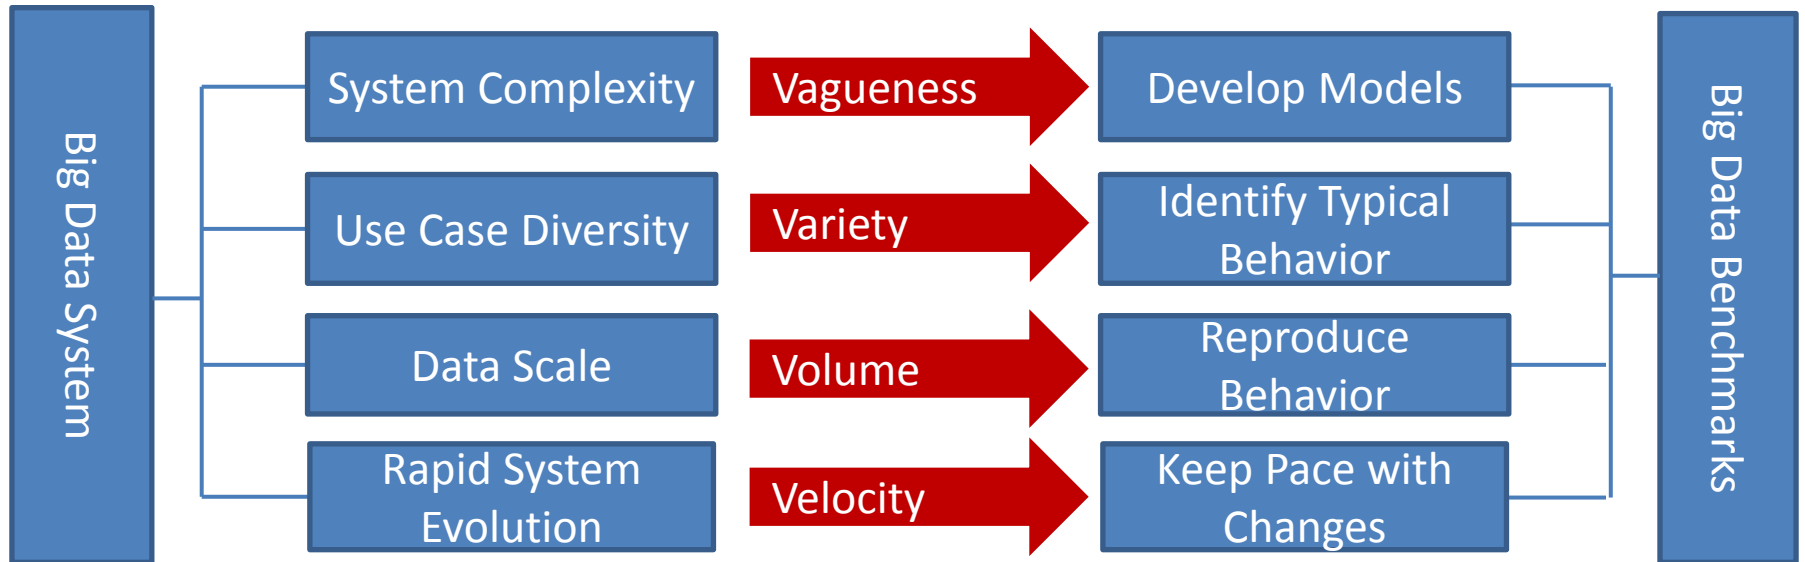 Big Data System
System Complexity
Vagueness
Develop Models
Use Case Diversity
Variety
Identify Typical
Behavior
Data Scale
Volume
Reproduce
Behavior
Rapid System
Evolution
Velocity
Keep Pace with
Changes
Big Data Benchmarks